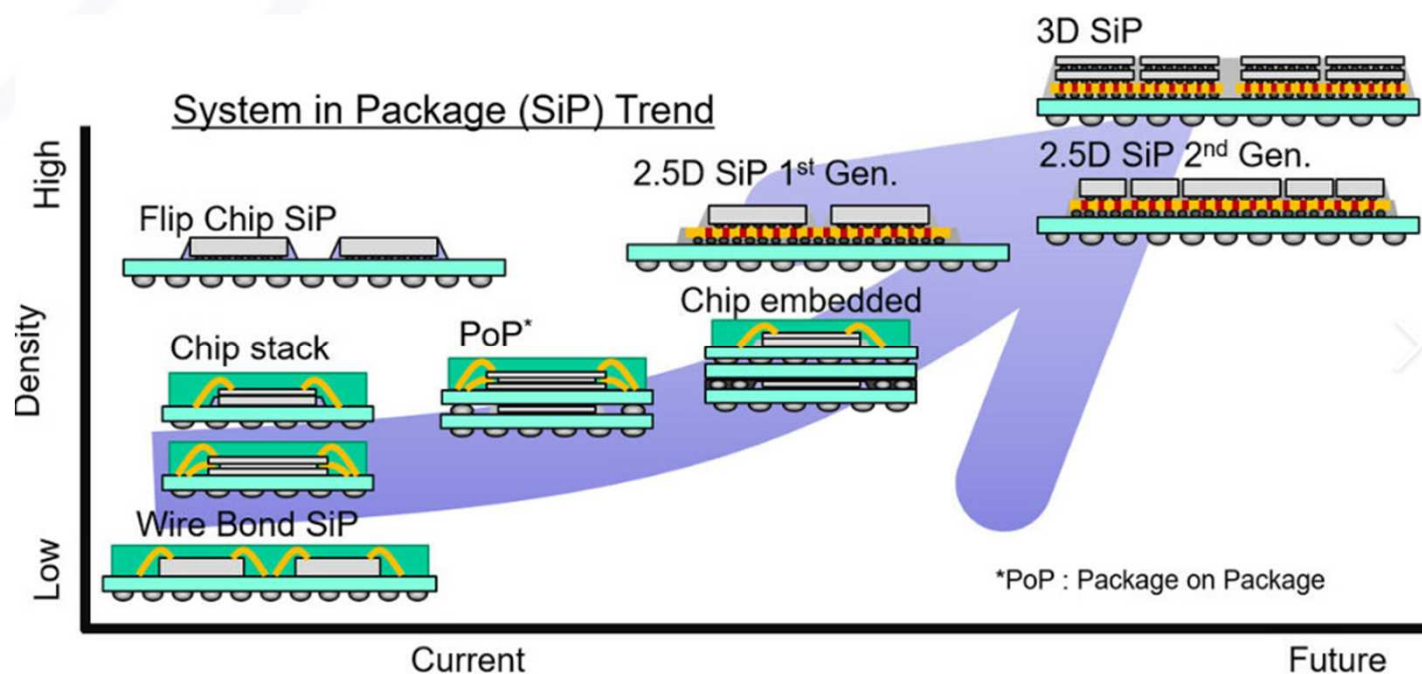 3D SiP
System in Package (SiP) Trend
High
2.5D SiP 2nd Gen.
2.5D SiP 1st Gen.
Flip Chip SiP
Chip embedded
PoP*
Chip stack
Density
Wire Bond SiP
Low
*PoP : Package on Package
Current
Future